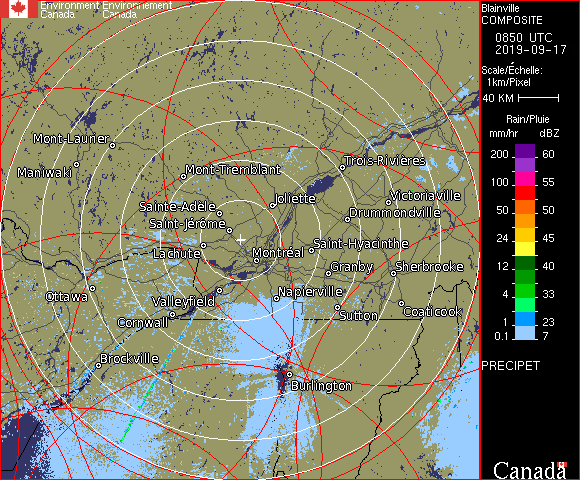 Environment Environnement
Canada Canada
Blainville
COMPOSITE
0850 UTC
2019-09-17
Scale/Échelle:
1km/Pixel
40 KM
Rain/Pluie
mm/hr dBZ
200 60
100 55
50 50
24 45
12 40
4 33
1 23
0.1 7
PRECIPET
Canada
Mont-Laurier
Maniwaki
Mont-Tremblant
Trois-Rivières
Joliette
Victoriaville
Sainte-Adele
Drummondville
Saint-Jérôme
Saint-Hyacinthe
Lachute
Montréal
Granby
Sherbrooke
Ottawa
Valleyfield
Napierville
Cornwall
Sutton
Coaticook
Brockville
Burlington